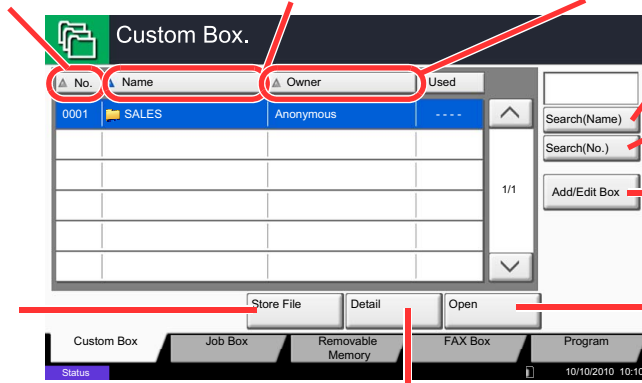 Custom Box.
No. Name Owner Used
0001 SALES Anonymous ----
Search(Name)
Search(No.)
1/1
Add/Edit Box
Store File Detail Open
Custom Box Job Box Removable Memory FAX Box Program
Status 10/10/2010 10:10